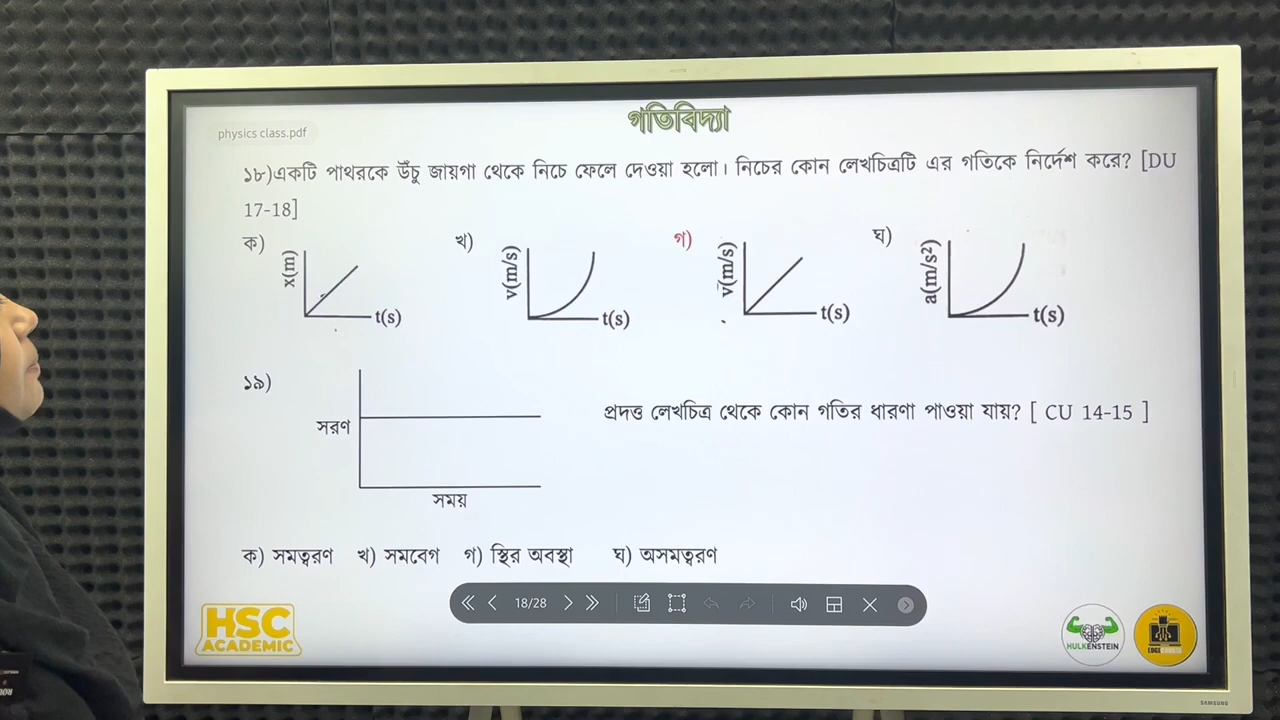 গতিবিদ্যা
physics class.pdf
১৮)একটি পাথরকে উঁচু জায়গা থেকে নিচে ফেলে দেওয়া হলো। নিচের কোন লেখচিত্রটি এর গতিকে নির্দেশ করে? [DU
17-18]
ক) খ) গ) ঘ)
x(m) v(m/s) v(m/s) a(m/s²)
t(s) t(s) t(s) t(s)
১৯)
সরণ
প্রদত্ত লেখচিত্র থেকে কোন গতির ধারণা পাওয়া যায়? [ CU 14-15 ]
সময়
ক) সমত্বরণ খ) সমবেগ গ) স্থির অবস্থা ঘ) অসমত্বরণ
18/28
HSC
ACADEMIC
HULKENSTEIN
SAMSUNG